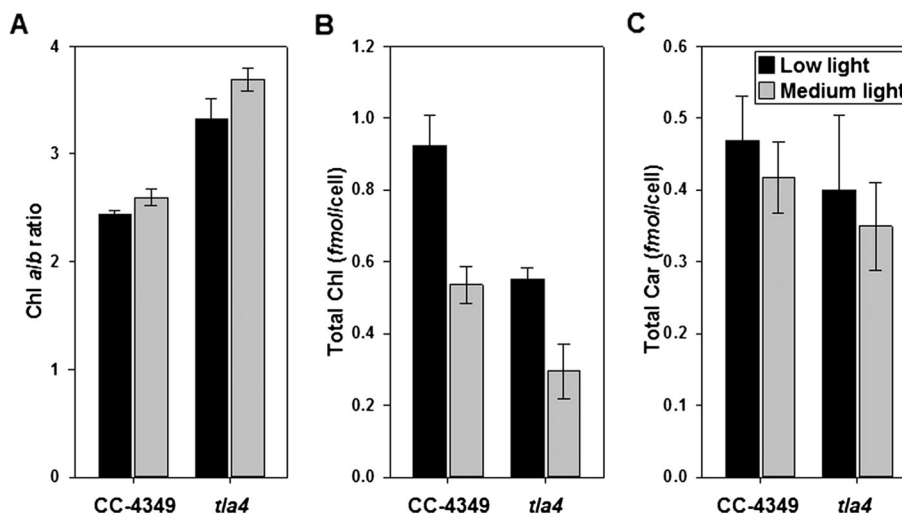 A
Chl a/b ratio
4
3
2
1
0
CC-4349 tla4
B
Total Chl (fmol/cell)
1.2
1.0
0.8
0.6
0.4
0.2
0.0
CC-4349 tla4
C
Total Car (fmol/cell)
0.6
0.5
0.4
0.3
0.2
0.1
0.0
Low light
Medium light
CC-4349 tla4